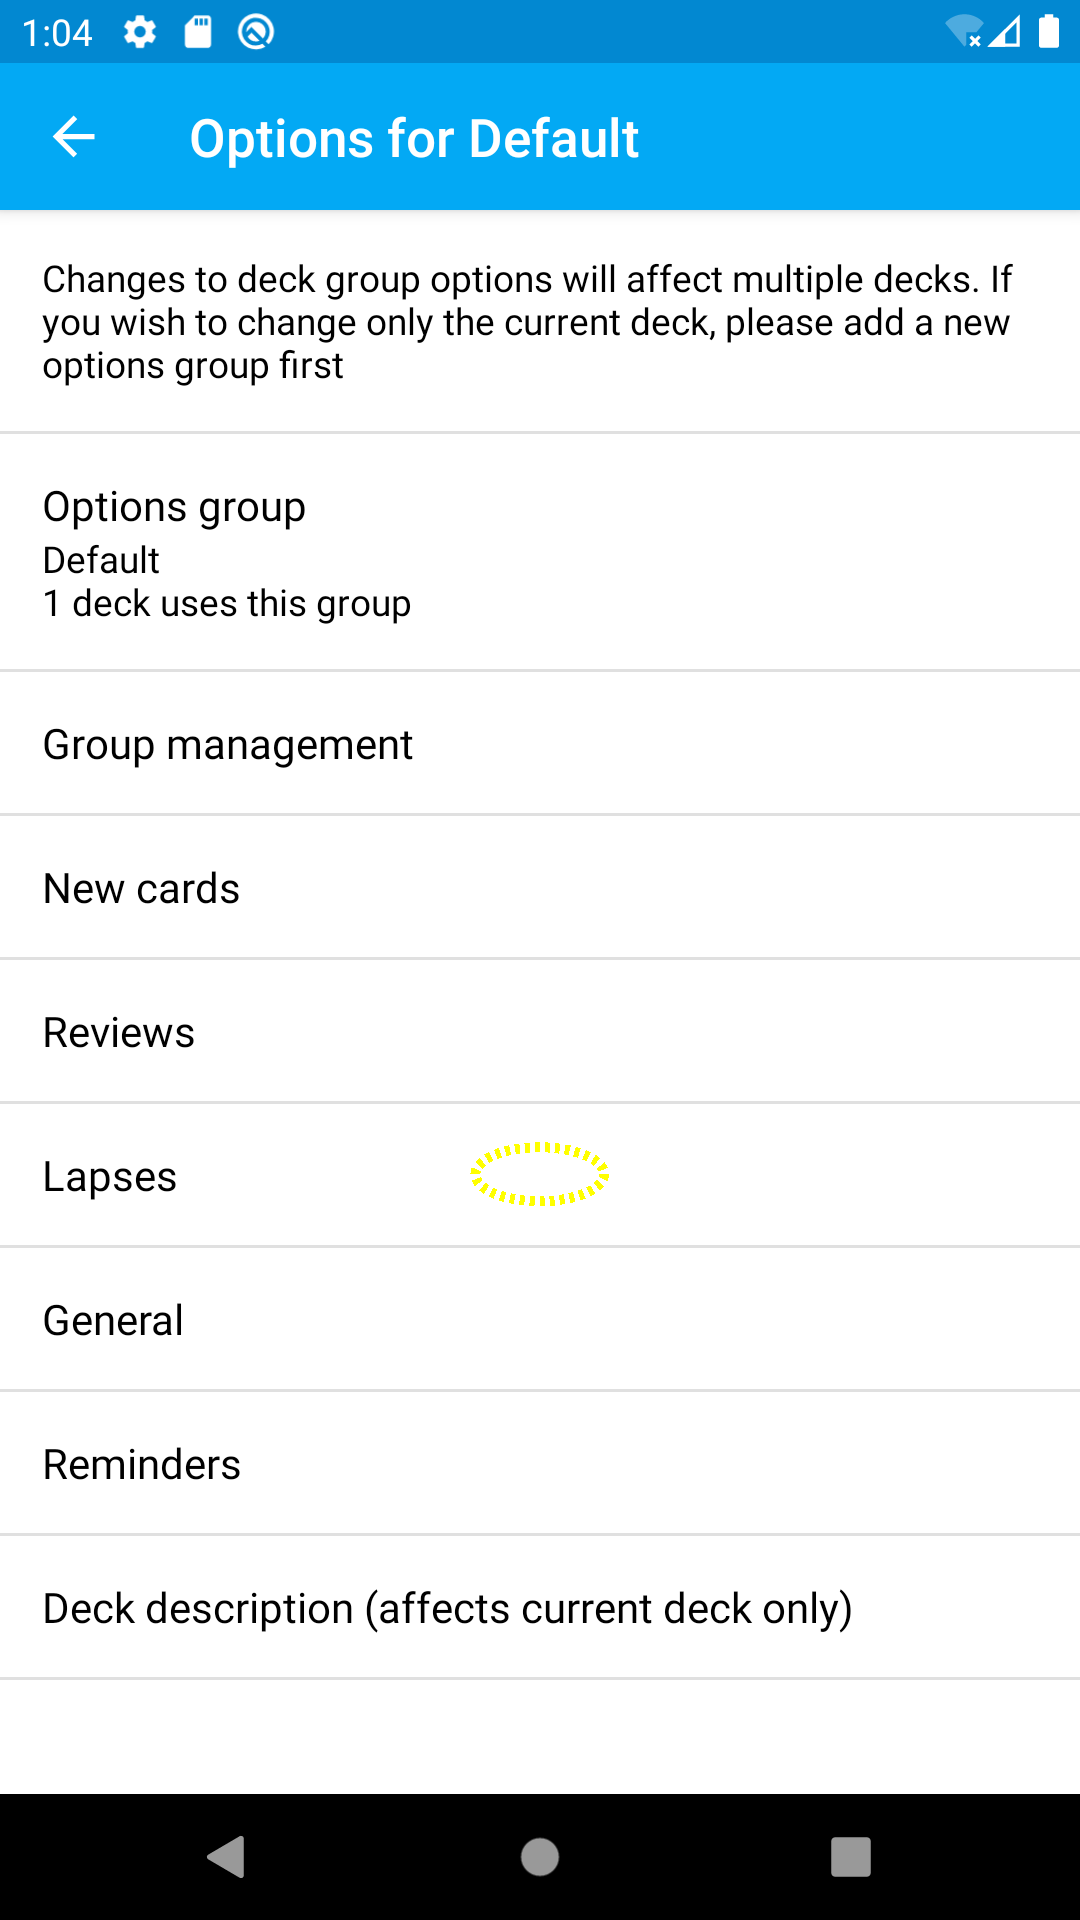 1:04
Options for Default
Changes to deck group options will affect multiple decks. If
you wish to change only the current deck, please add a new
options group first
Options group
Default
1 deck uses this group
Group management
New cards
Reviews
Lapses
General
Reminders
Deck description (affects current deck only)